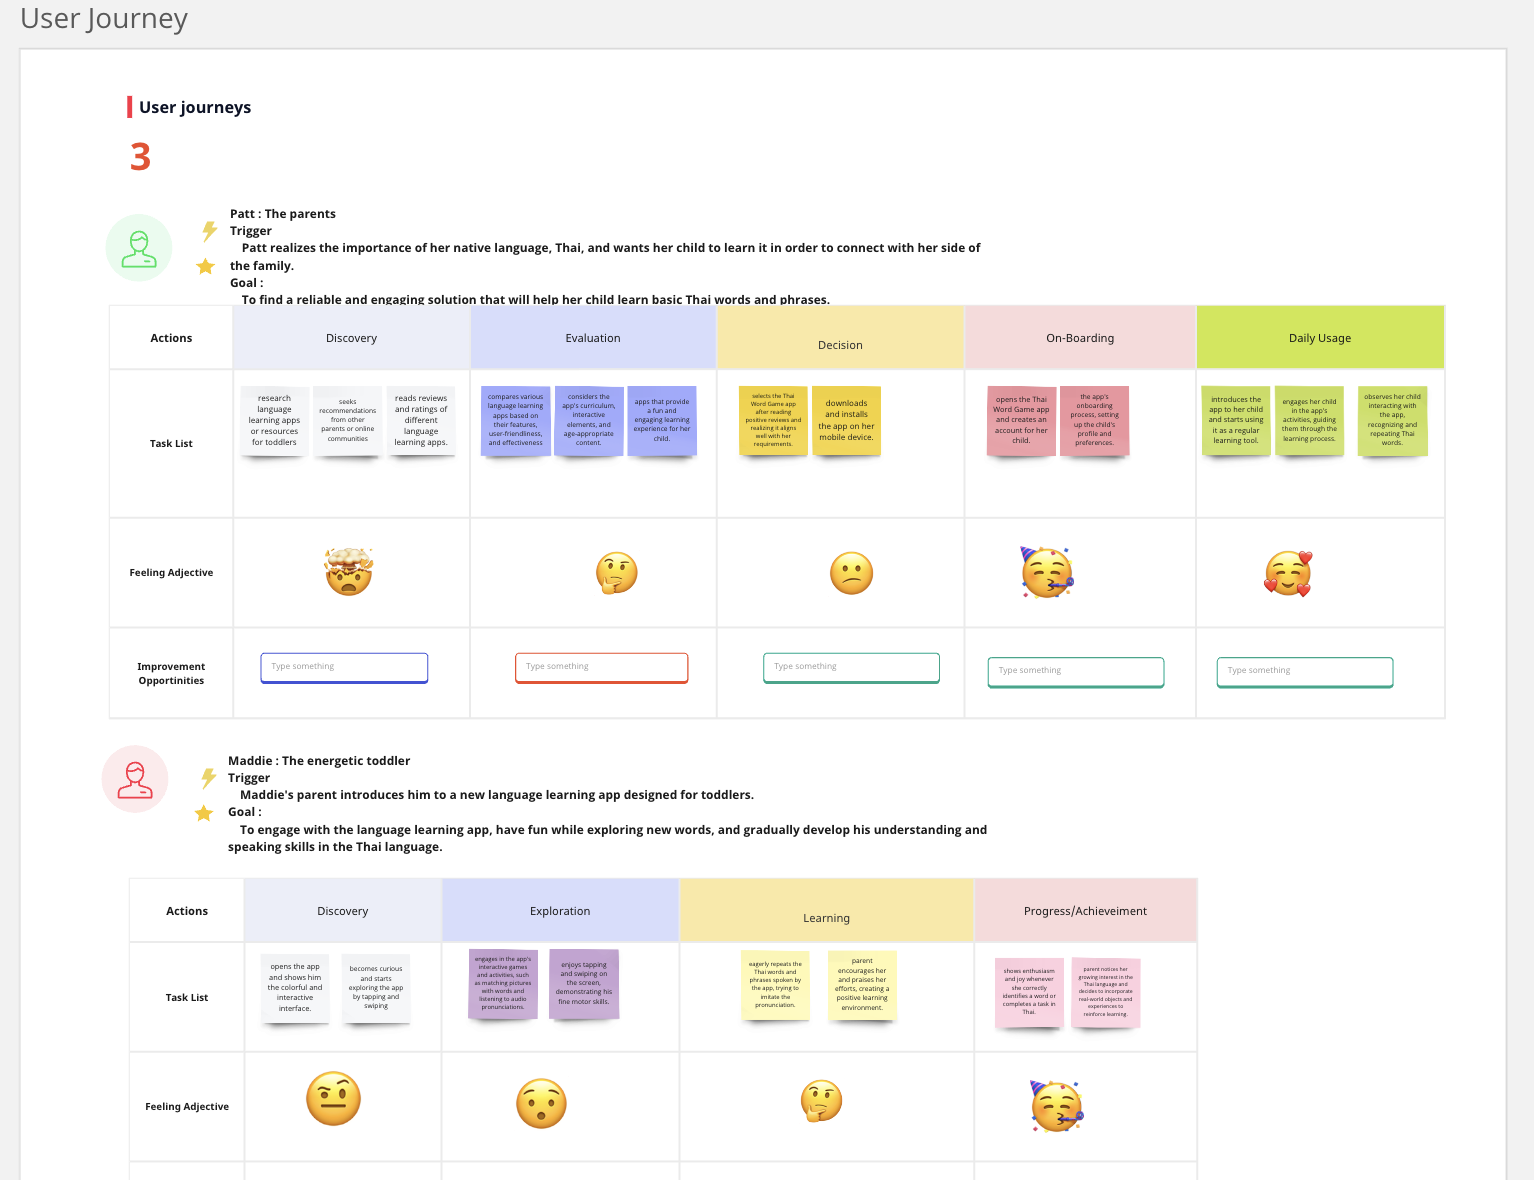 User Journey
User journeys
3
Patt : The parents
Trigger
Patt realizes the importance of her native language, Thai, and wants her child to learn it in order to connect with her side of
the family.
Goal :
To find a reliable and engaging solution that will help her child learn basic Thai words and phrases.
Actions
Discovery
Evaluation
Decision
On-Boarding
Daily Usage
Task List
research
language
learning apps
or resources
for toddlers
seeks
recommendations
from other
parents or online
communities
reads reviews
and ratings of
different
language
learning apps.
compares various
language learning
apps based on
their features,
user-friendliness,
and effectiveness
considers the
app's curriculum,
interactive
elements, and
age-appropriate
content.
apps that provide
a fun and
engaging learning
experience for her
child.
selects the Thai
Word Game app
after reading
positive reviews and
realizing it aligns
well with her
requirements.
downloads
and installs
the app on her
mobile device.
opens the Thai
Word Game app
and creates an
account for her
child.
the app's
onboarding
process, setting
up the child's
profile and
preferences.
introduces the
app to her child
and starts using
it as a regular
learning tool.
engages her child
in the app's
activities, guiding
them through the
learning process.
observes her child
interacting with
the app,
recognizing and
repeating Thai
words.
Feeling Adjective
Improvement
Opportinities
Type something
Type something
Type something
Type something
Type something
Maddie : The energetic toddler
Trigger
Maddie's parent introduces him to a new language learning app designed for toddlers.
Goal :
To engage with the language learning app, have fun while exploring new words, and gradually develop his understanding and
speaking skills in the Thai language.
Actions
Discovery
Exploration
Learning
Progress/Achieveiment
Task List
opens the app
and shows him
the colorful and
interactive
interface.
becomes curious
and starts
exploring the app
by tapping and
swiping
engages in the app's
interactive games
and activities, such
as matching pictures
with words and
listening to audio
pronunciations.
enjoys tapping
and swiping on
the screen,
demonstrating his
fine motor skills.
eagerly repeats the
Thai words and
phrases spoken by
the app, trying to
imitate the
pronunciation.
parent
encourages her
and praises her
efforts, creating a
positive learning
environment.
shows enthusiasm
and joy whenever
she correctly
identifies a word or
completes a task in
Thai.
parent notices her
growing interest in the
Thai language and
decides to incorporate
real-world objects and
experiences to
reinforce learning.
Feeling Adjective